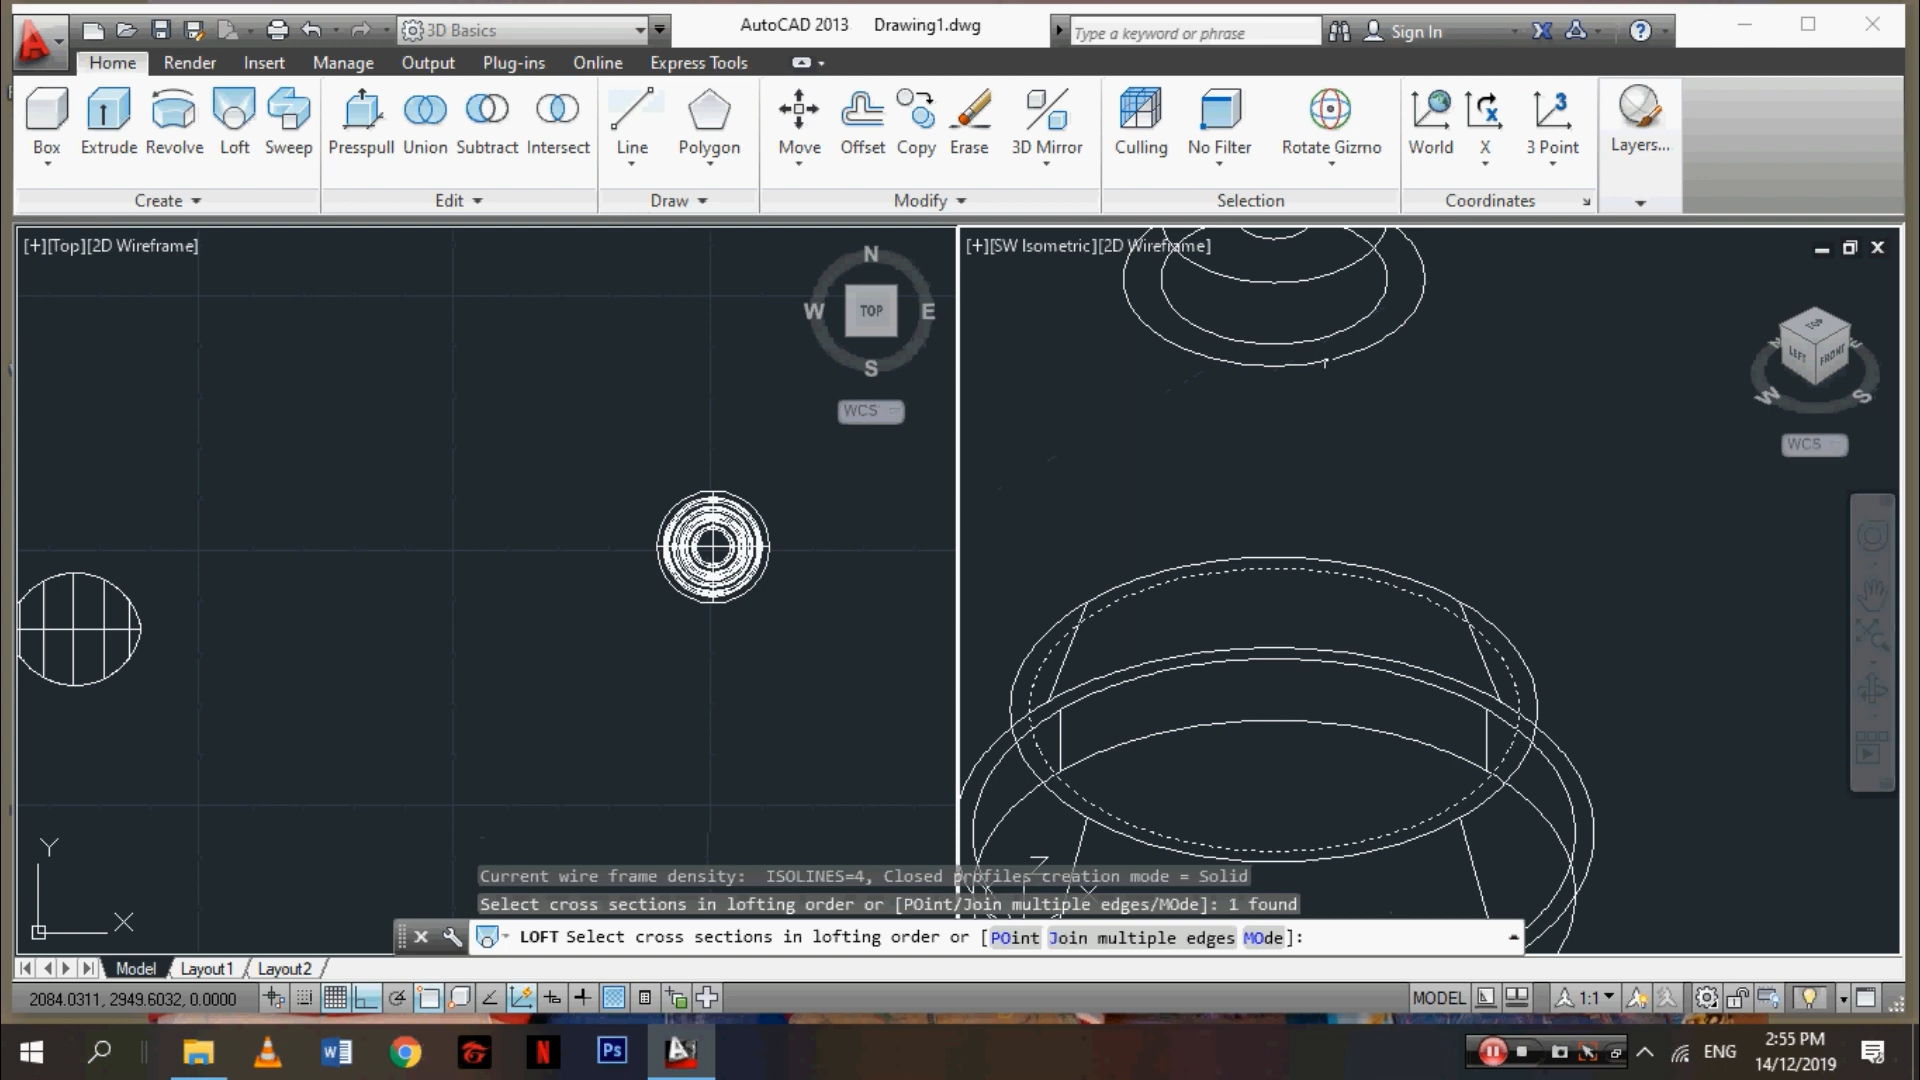 3D Basics
AutoCAD 2013 Drawing1.dwg
Type a keyword or phrase
Sign In
Home Render Insert Manage Output Plug-ins Online Express Tools
Box Extrude Revolve Loft Sweep Presspull Union Subtract Intersect Line Polygon Move Offset Copy Erase 3D Mirror Culling No Filter Rotate Gizmo World X 3 Point Layers...
Create Edit Draw Modify Selection Coordinates
[+][Top][2D Wireframe]
N
W TOP E
S
WCS
[+][SW Isometric][2D Wireframe]
TOP
LEFT FRONT
W S
WCS
Y
X
Z
X
Current wire frame density: ISOLINES=4, Closed profiles creation mode = Solid
Select cross sections in lofting order or [POint/Join multiple edges/MOde]: 1 found
LOFT Select cross sections in lofting order or [POint Join multiple edges MOde]:
Model Layout1 Layout2
2084.0311, 2949.6032, 0.0000
MODEL 1:1
Ps
ENG
2:55 PM
14/12/2019